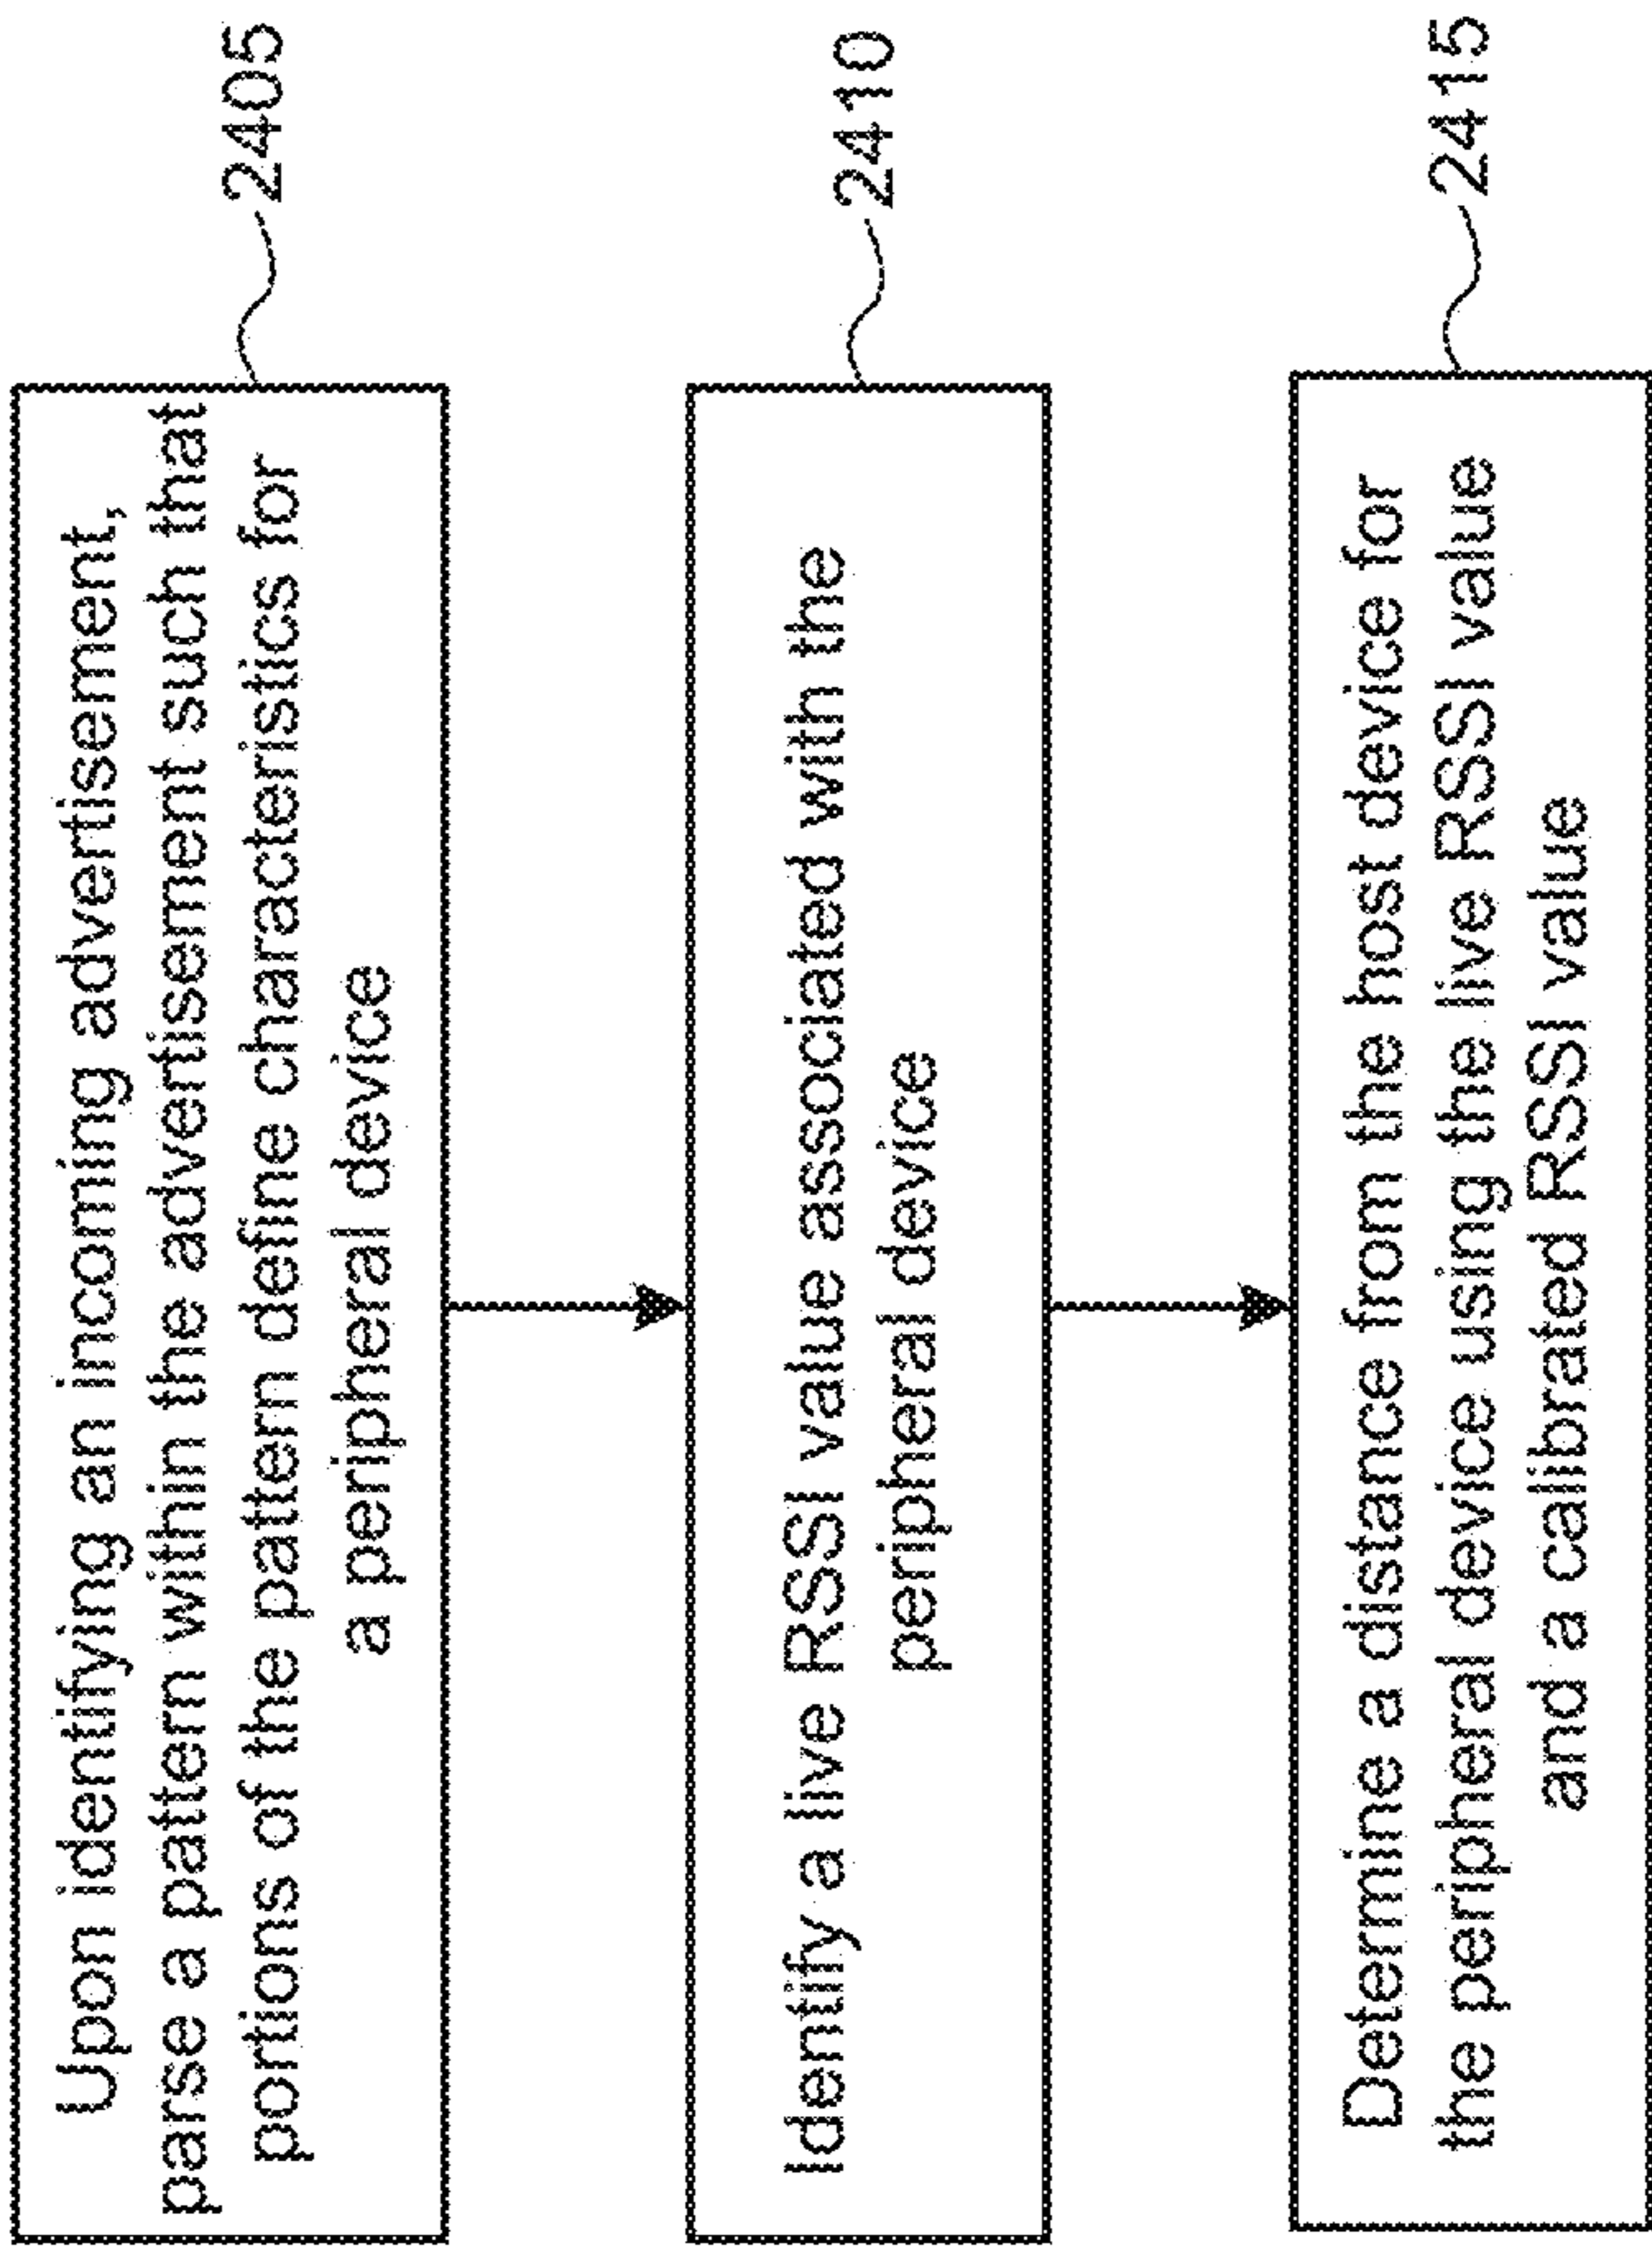 Upon identifying an incoming advertisement,
parse a pattern within the advertisement such that
portions of the pattern define characteristics for
a peripheral device
2405
Identify a live RSSI value associated with the
peripheral device
2410
Determine a distance from the host device for
the peripheral device using the live RSSI value
and a calibrated RSSI value
2415